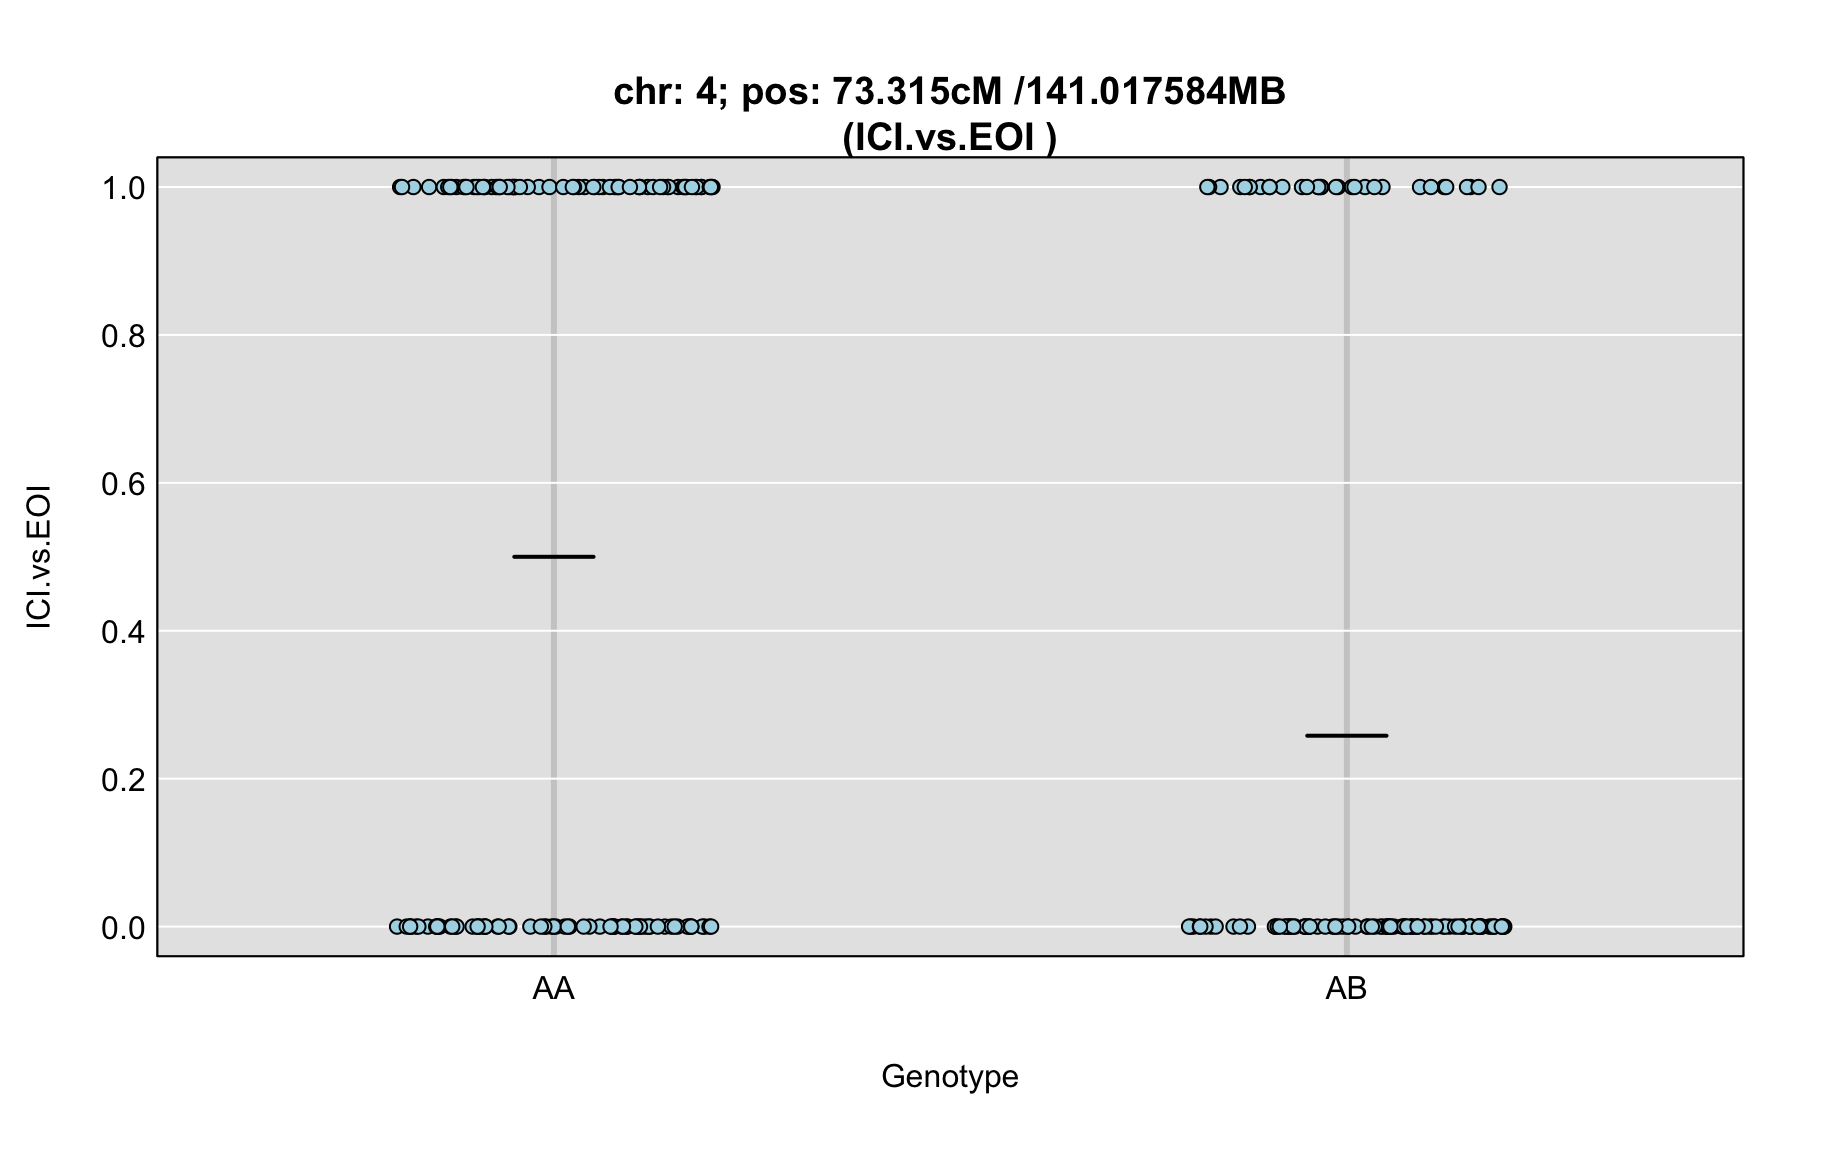 chr: 4; pos: 73.315cM /141.017584MB
(ICI.vs.EOI )
ICI.vs.EOI
1.0
0.8
0.6
0.4
0.2
0.0
AA AB
Genotype